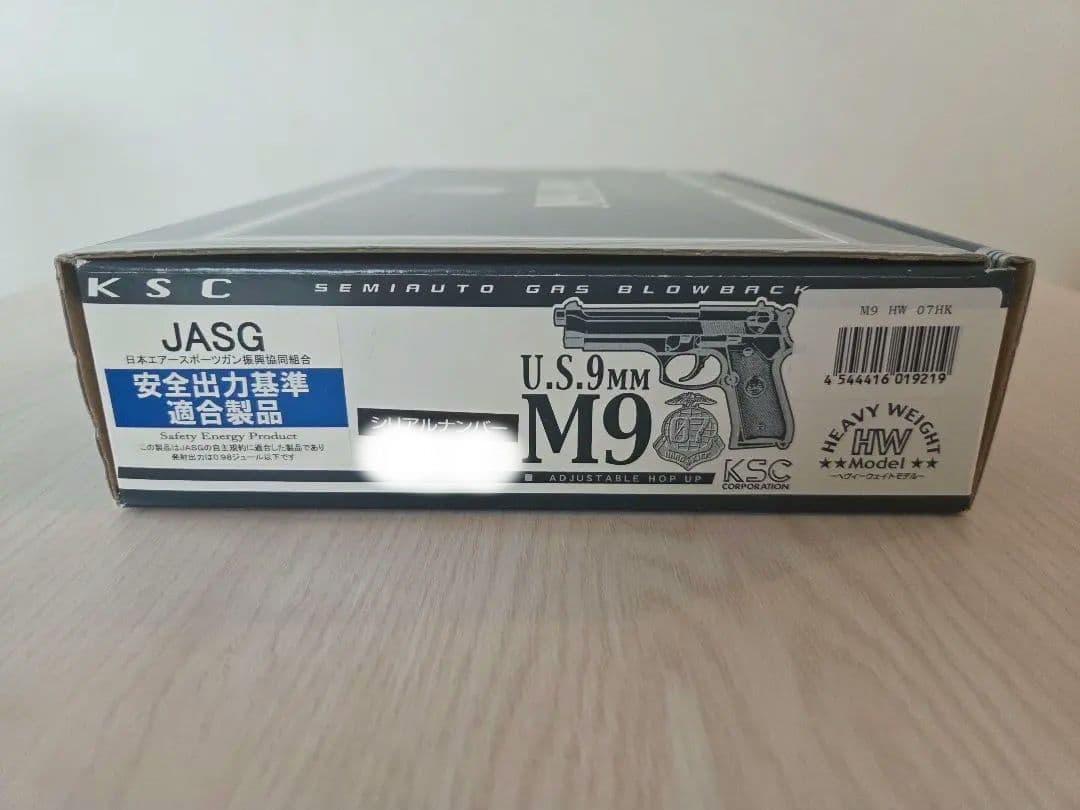 KSC SEMIAUTO GAS BLOWBACK
JASG
日本エアースポーツガン振興協同組合
安全出力基準
適合製品
Safety Energy Product
この製品はJASGの自主規約に適合した製品であり
発射出力は0.98ジュール以下です
シリアルナンバー
U.S.9MM
M9
07
ADJUSTABLE HOP UP
KSC
CORPORATION
M9 HW 07HK
4 544416 019219
HEAVY WEIGHT
HW
★★Model★★
－ヘヴィーウェイトモデル－